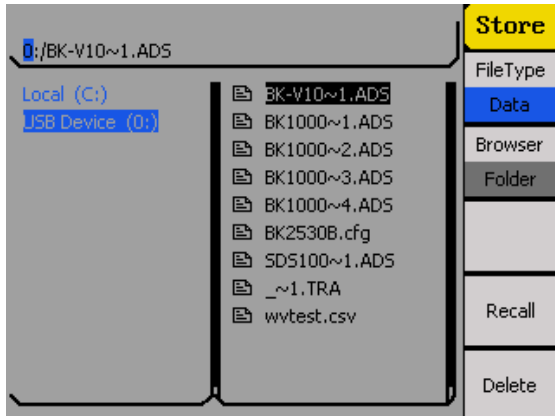 0:/BK-V10~1.ADS
Local (C:)
USB Device (0:)
BK-V10~1.ADS
BK1000~1.ADS
BK1000~2.ADS
BK1000~3.ADS
BK1000~4.ADS
BK2530B.cfg
SDS100~1.ADS
_~1.TRA
wvtest.csv
Store
FileType
Data
Browser
Folder
Recall
Delete